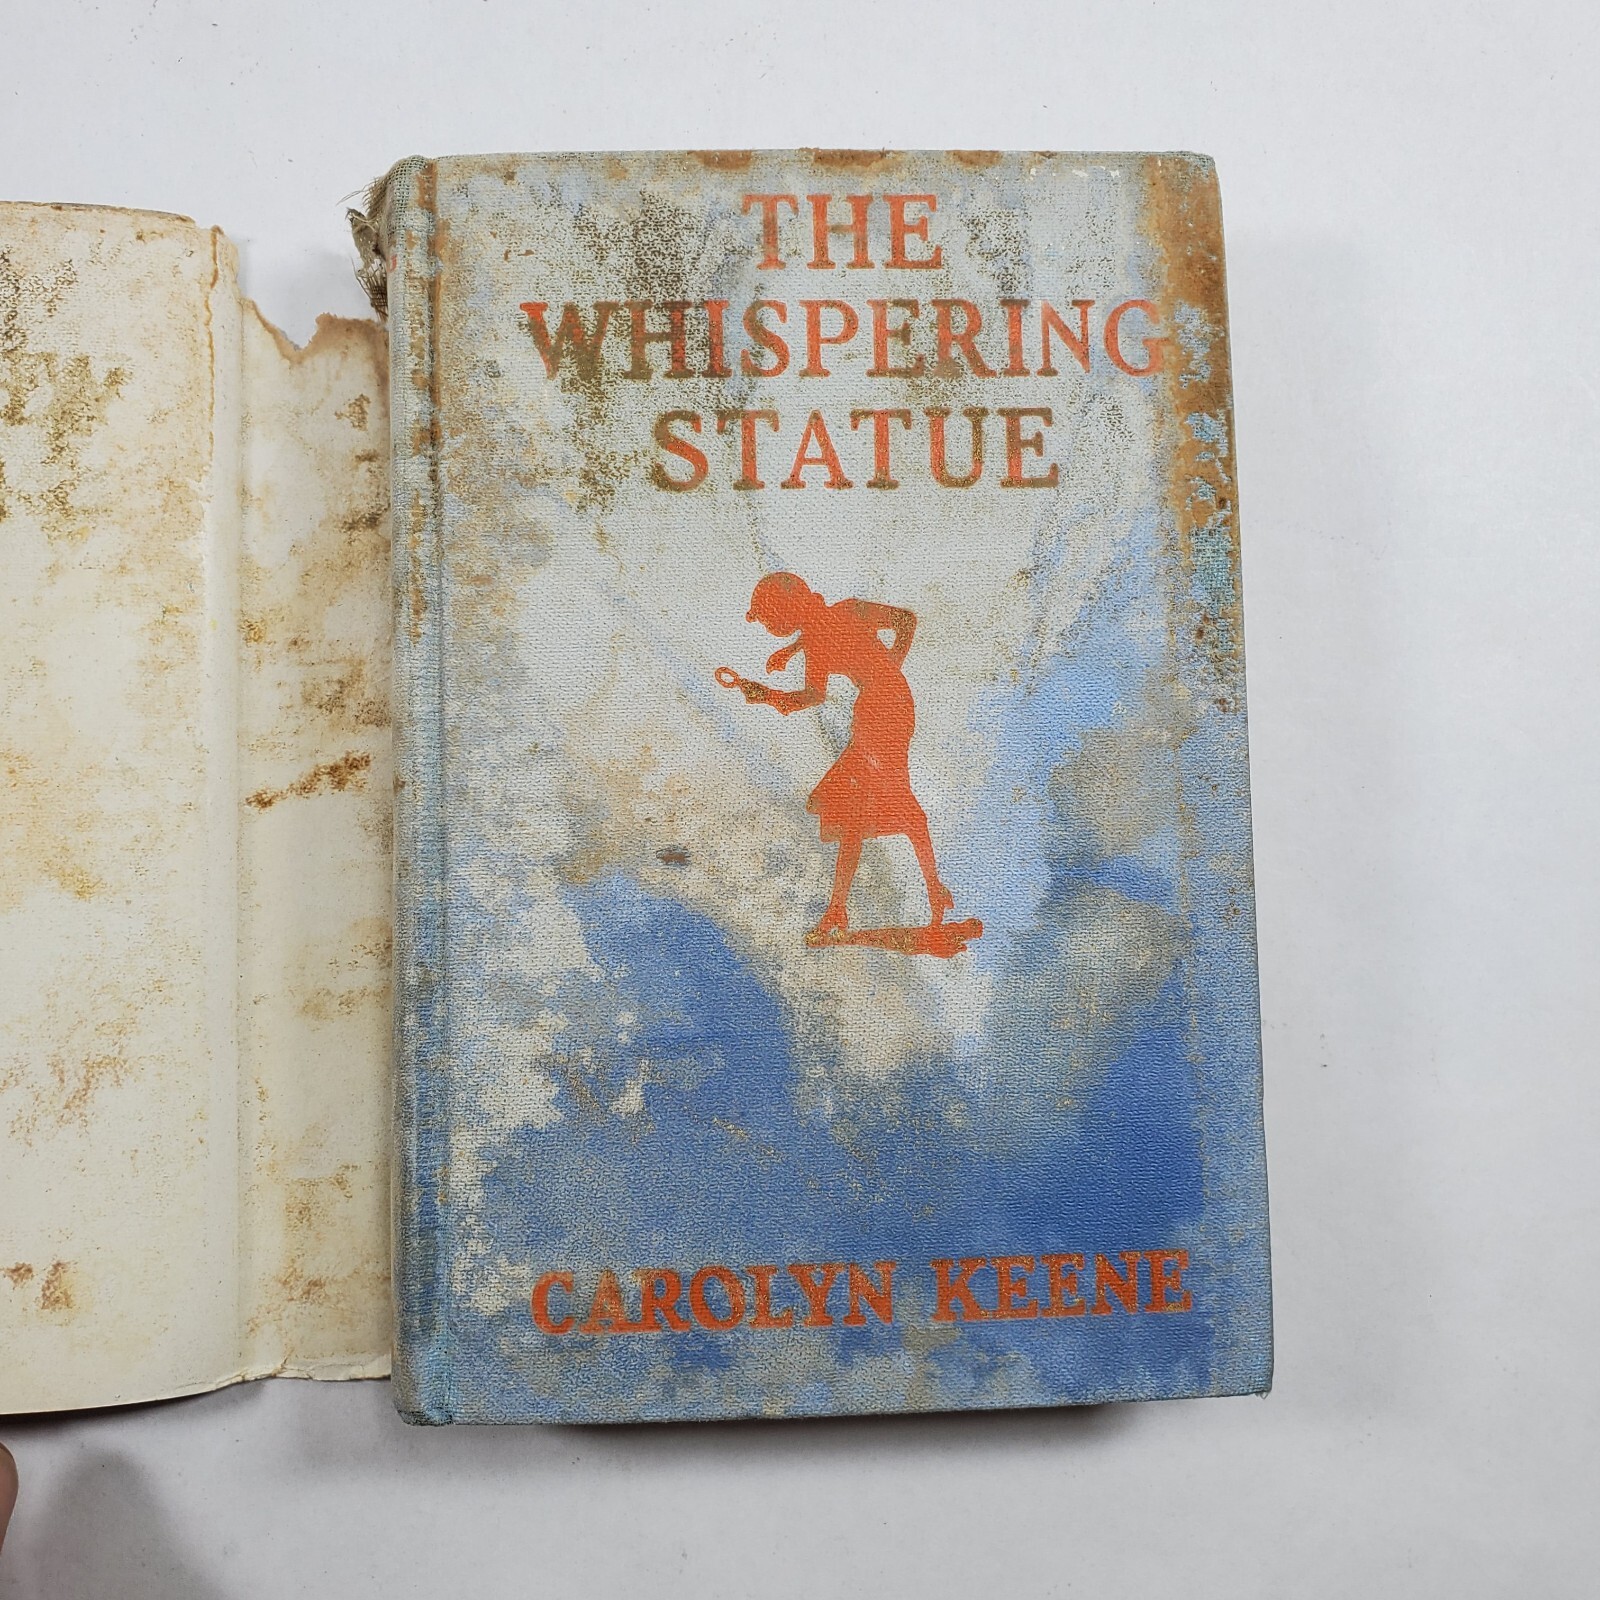 THE
WHISPERING
STATUE
CAROLYN KEENE